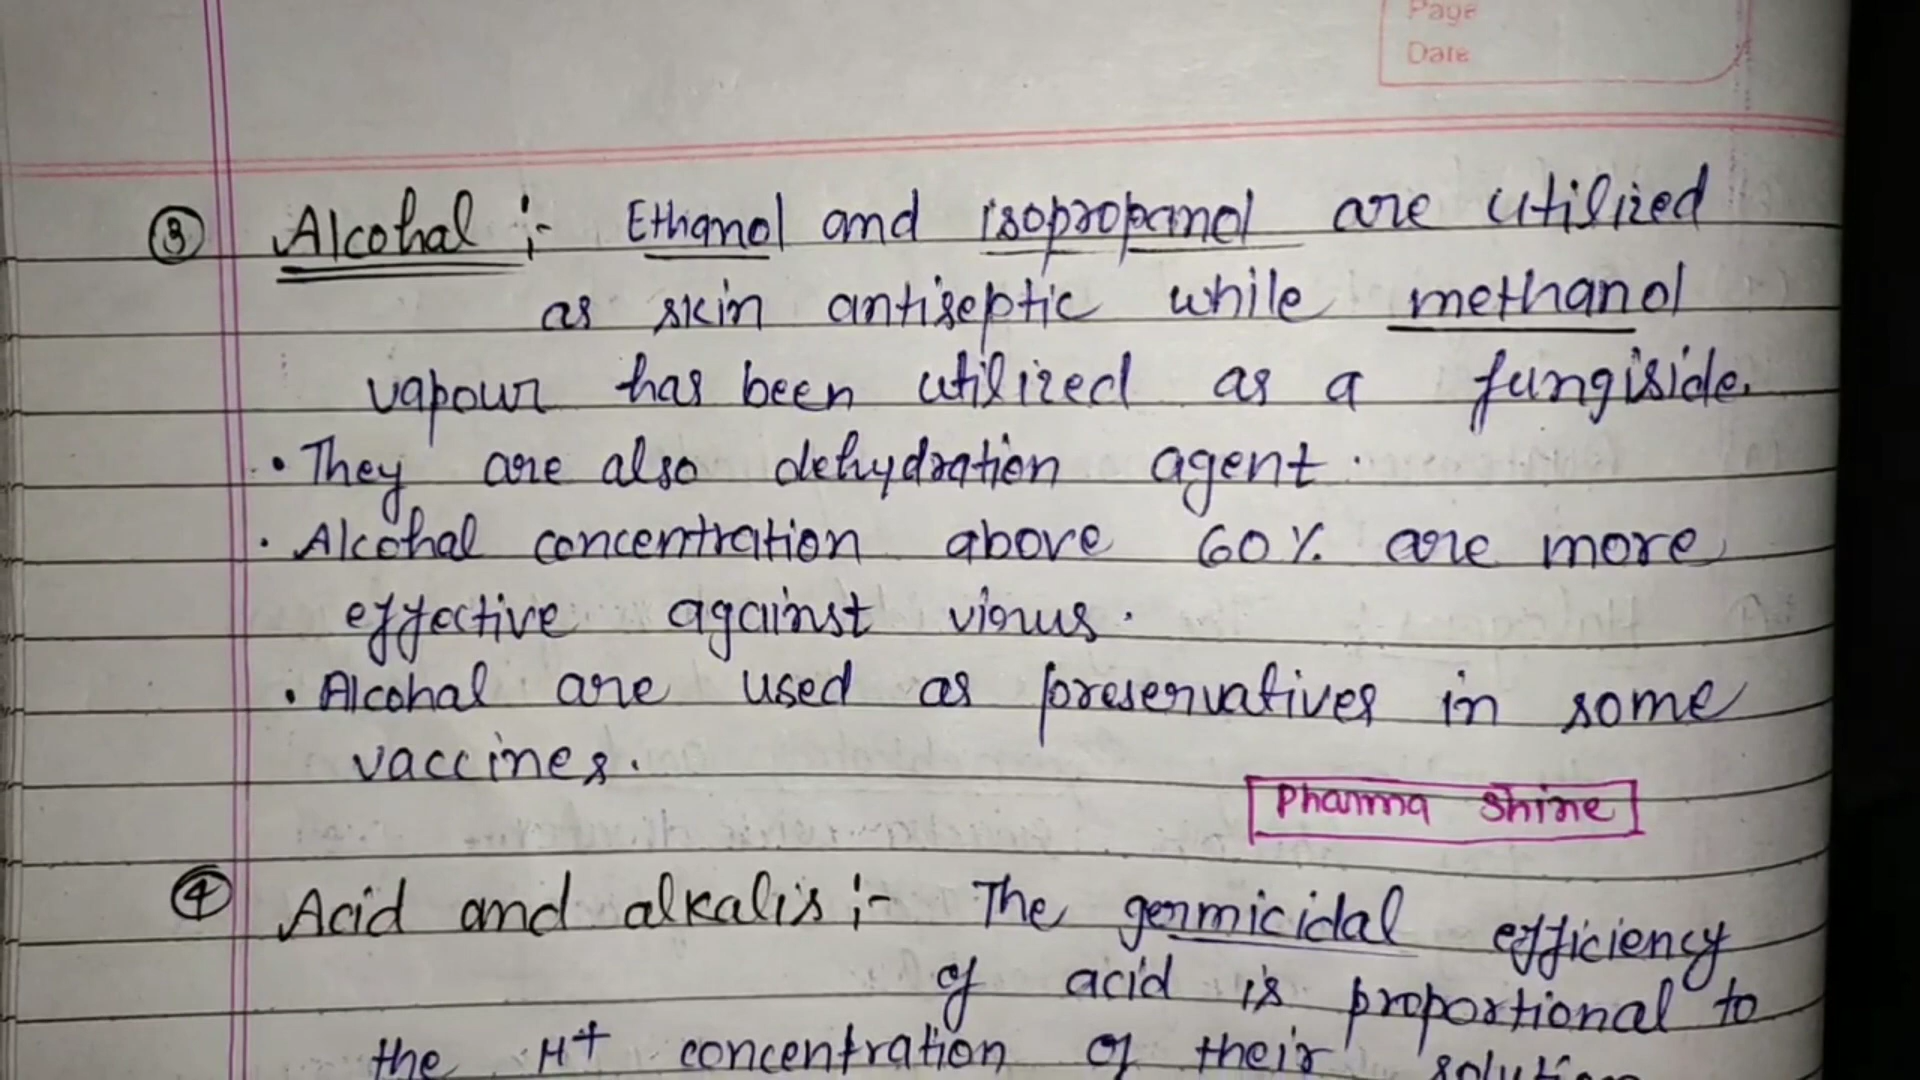 Page
Date
③ Alcohal :- Ethanol and isopropanol are utilized
as skin antiseptic while methanol
vapour has been utilized as a fungiside.
• They are also dehydration agent.
• Alcohal concentration above 60% are more
effective against virus.
• Alcohal are used as preservatives in some
vaccines.
Pharma Shine
④ Acid and alkalis :- The germicidal efficiency
of acid is proportional to
the H+ concentration of their solution